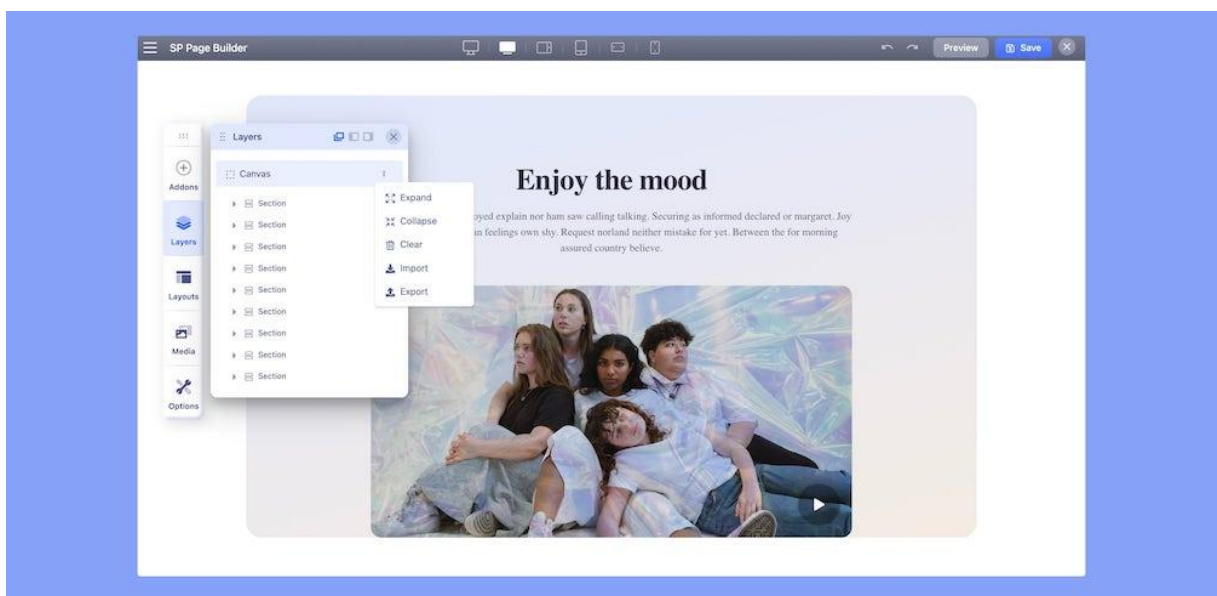 SP Page Builder
Preview
Save
Layers
Canvas
Section
Section
Section
Section
Section
Section
Section
Section
Section
Expand
Collapse
Clear
Import
Export
Addons
Layers
Layouts
Media
Options
Enjoy the mood
explain nor ham saw calling talking. Securing as informed declared or margaret. Joy
in feelings own shy. Request norland neither mistake for yet. Between the for morning
assured country believe.